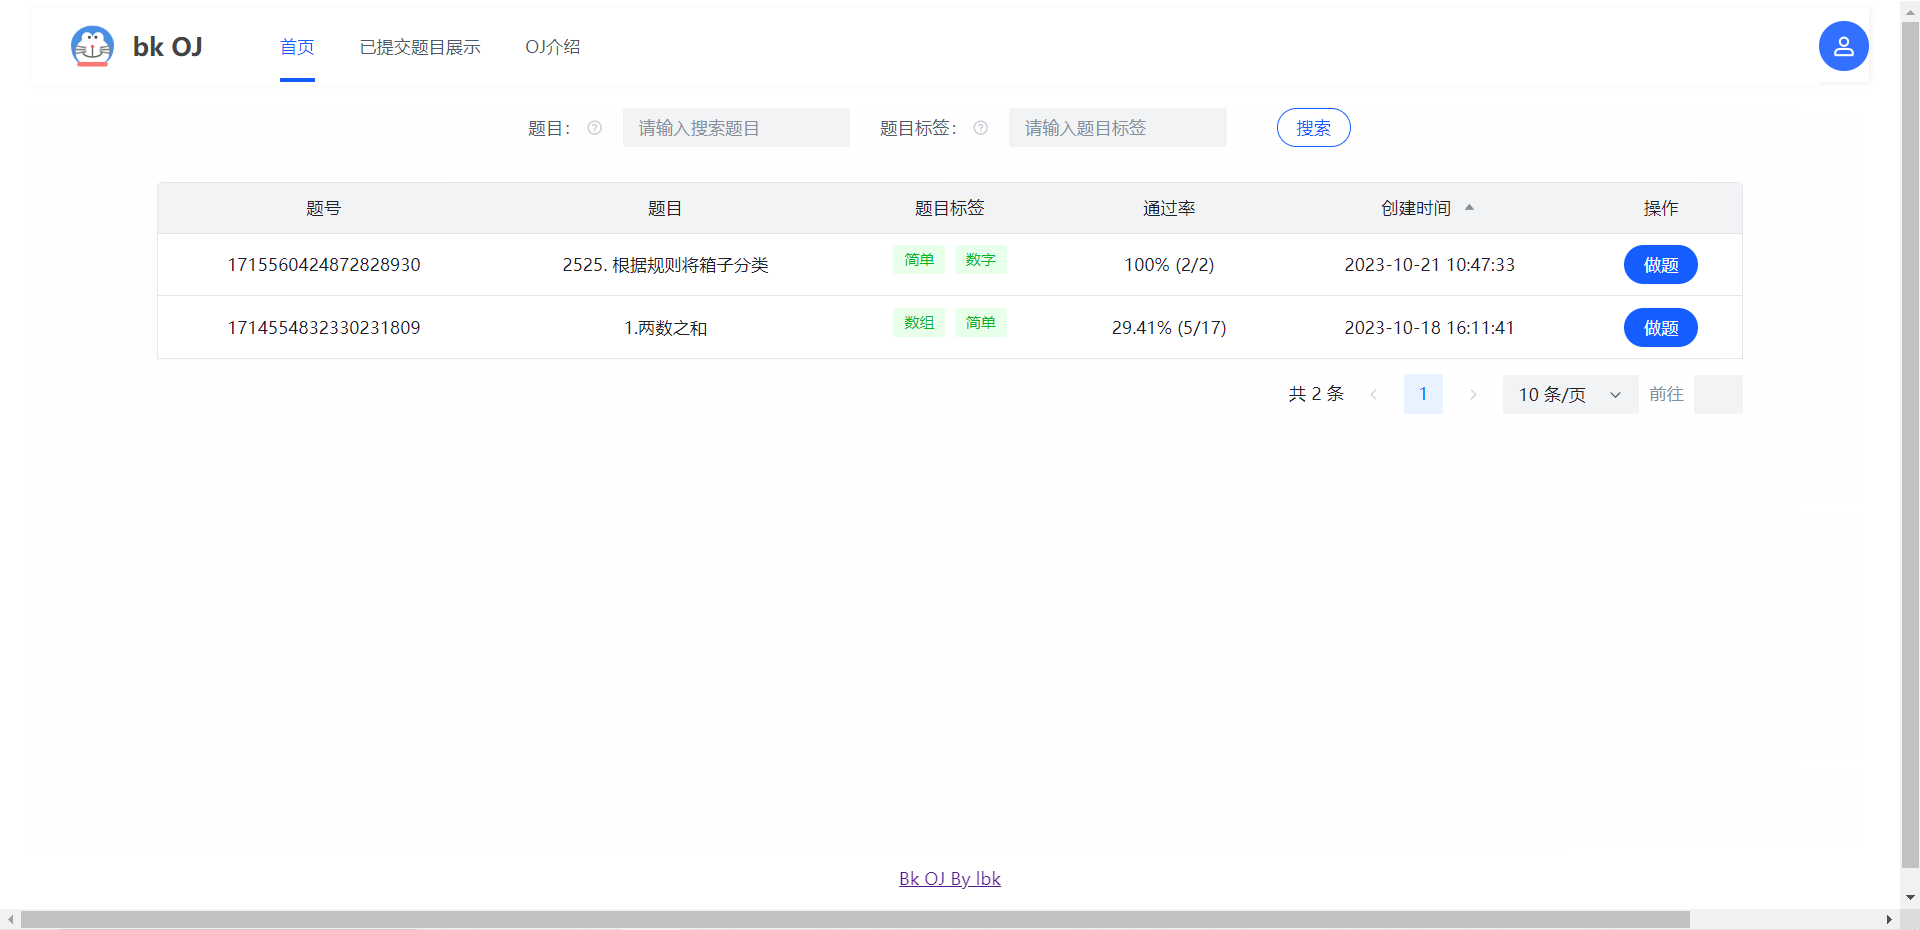 bk OJ 首页 已提交题目展示 OJ介绍
题目： 请输入搜索题目 题目标签： 请输入题目标签 搜索
题号 题目 题目标签 通过率 创建时间 操作
1715560424872828930 2525. 根据规则将箱子分类 简单 数字 100% (2/2) 2023-10-21 10:47:33 做题
1714554832330231809 1.两数之和 数组 简单 29.41% (5/17) 2023-10-18 16:11:41 做题
共 2 条 1 10 条/页 前往
Bk OJ By lbk